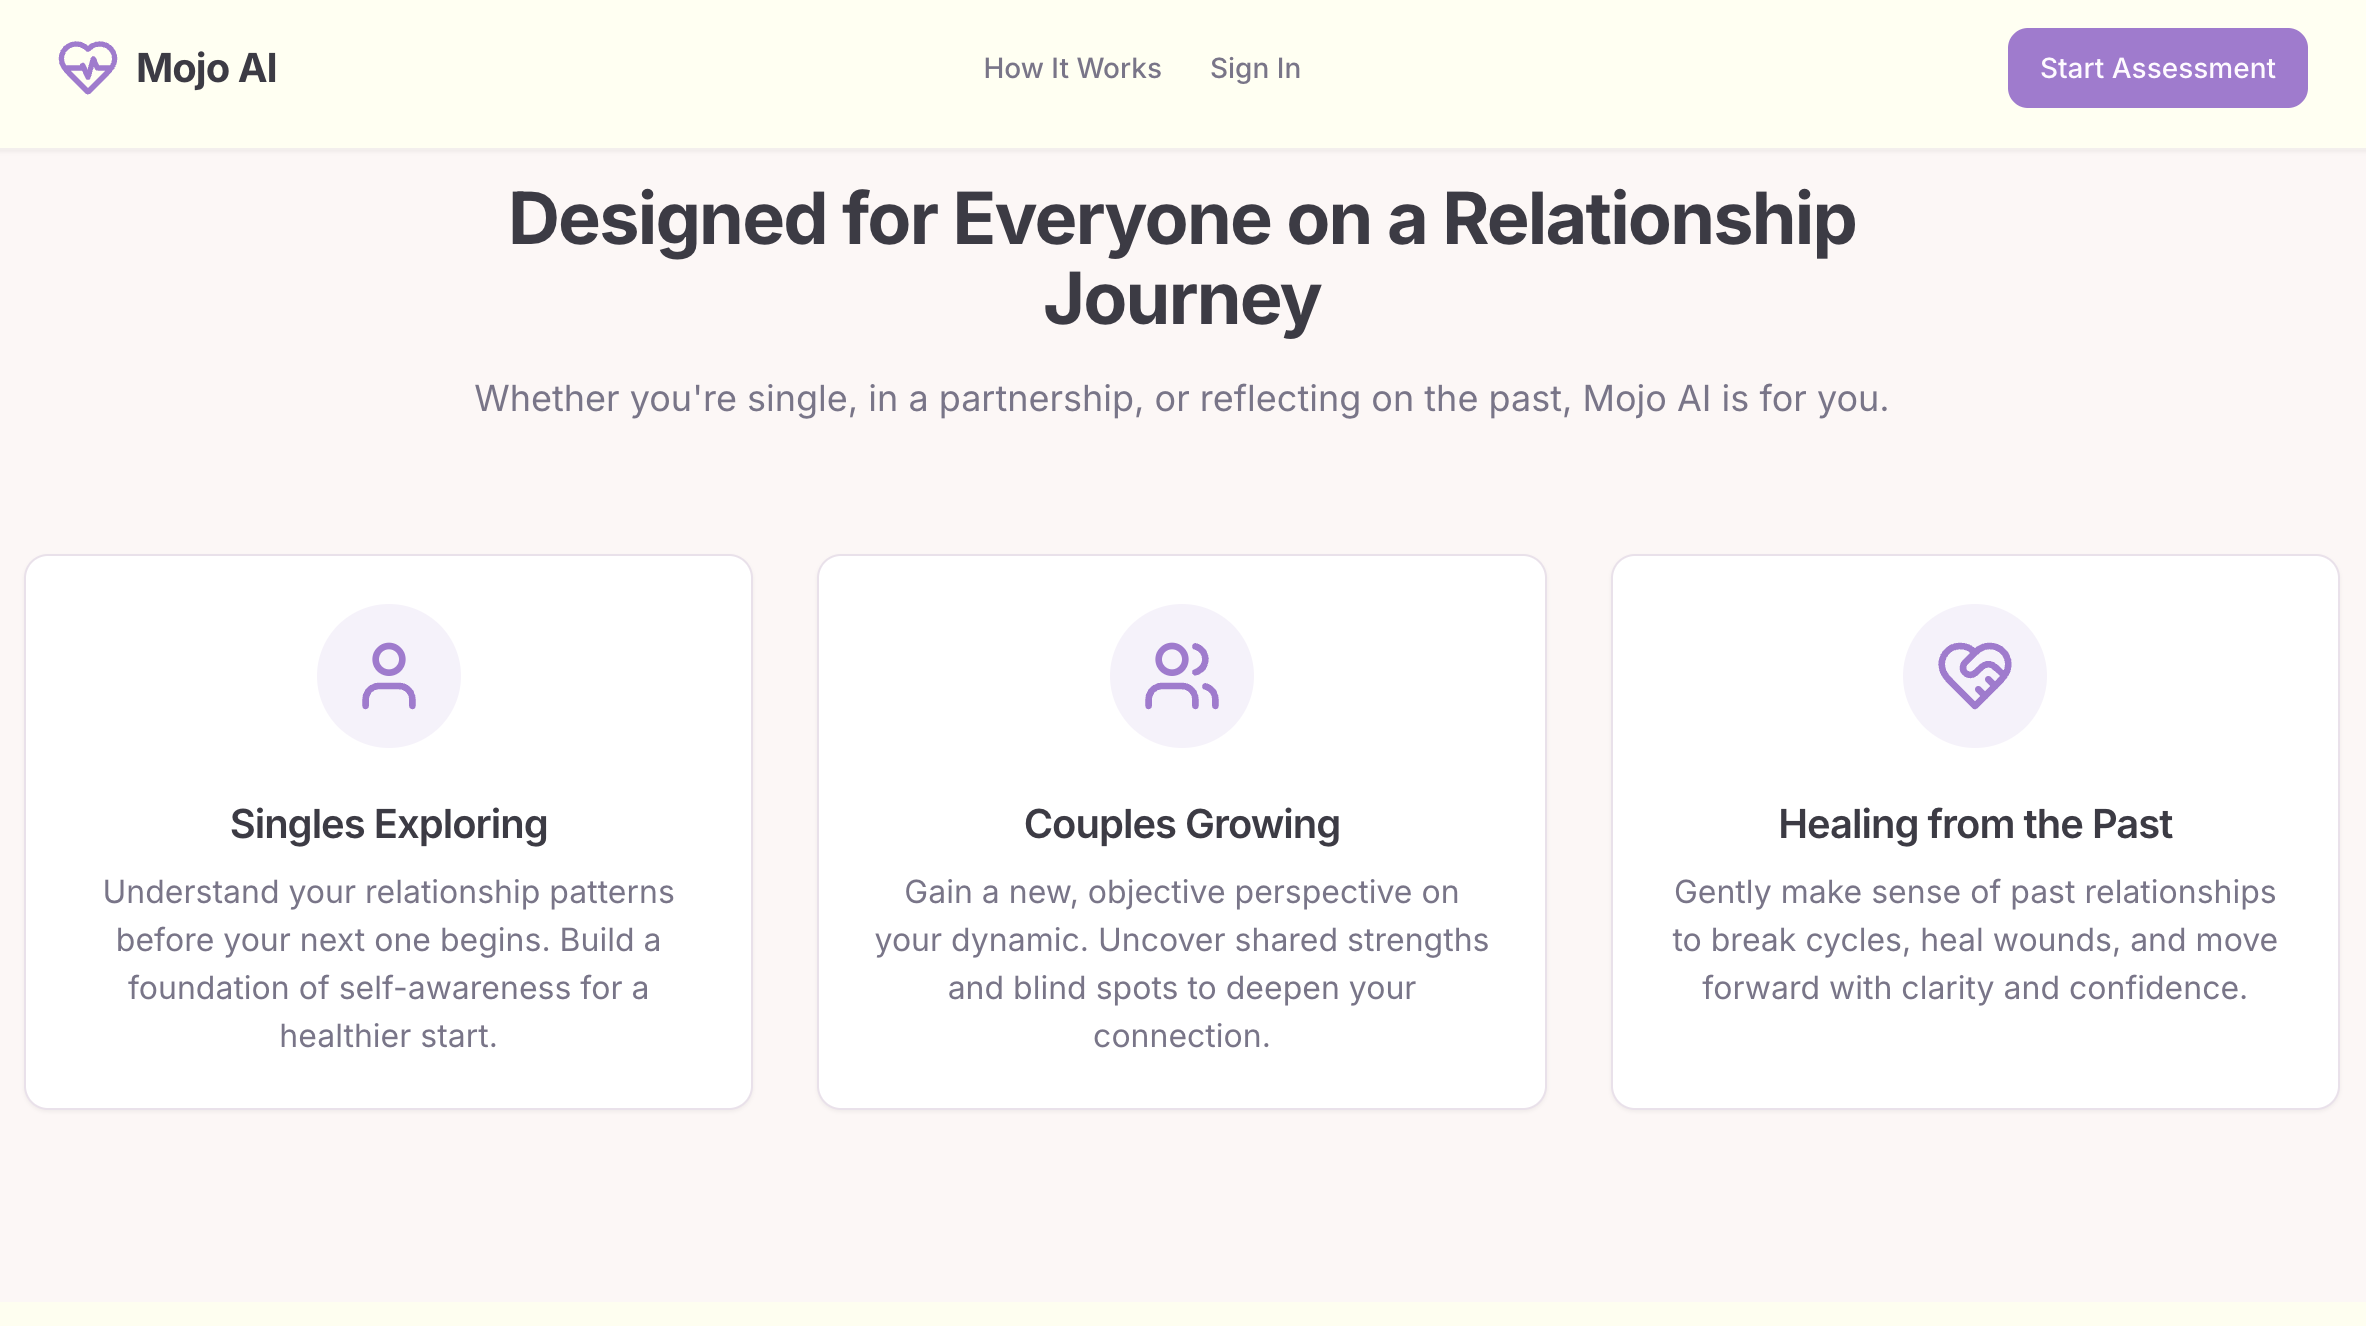 Mojo AI
How It Works
Sign In
Start Assessment
Designed for Everyone on a Relationship
Journey
Whether you're single, in a partnership, or reflecting on the past, Mojo AI is for you.
Singles Exploring
Understand your relationship patterns
before your next one begins. Build a
foundation of self-awareness for a
healthier start.
Couples Growing
Gain a new, objective perspective on
your dynamic. Uncover shared strengths
and blind spots to deepen your
connection.
Healing from the Past
Gently make sense of past relationships
to break cycles, heal wounds, and move
forward with clarity and confidence.